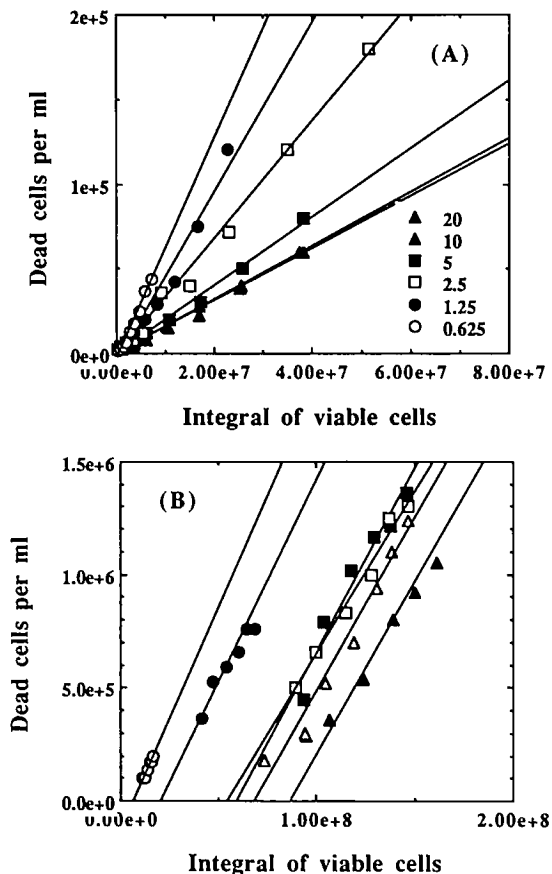 2e+5
(A)
Dead cells per ml
1e+5
20
10
5
2.5
1.25
0.625
0e+0
0.00e+0 2.00e+7 4.00e+7 6.00e+7 8.00e+7
Integral of viable cells
1.5e+6
(B)
Dead cells per ml
1.0e+6
5.0e+5
0.0e+0
0.00e+0 1.00e+8 2.00e+8
Integral of viable cells